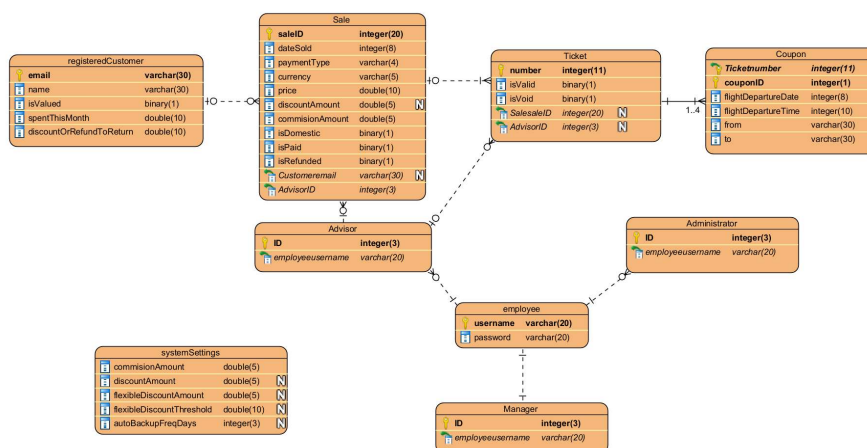 Sale
saleID integer(20)
dateSold integer(8)
paymentType varchar(4)
currency varchar(5)
price double(10)
discountAmount double(5) N
commisionAmount double(5)
isDomestic binary(1)
isPaid binary(1)
isRefunded binary(1)
Customeremail varchar(30) N
AdvisorID integer(3)
registeredCustomer
email varchar(30)
name varchar(30)
isValued binary(1)
spentThisMonth double(10)
discountOrRefundToReturn double(10)
Ticket
number integer(11)
isValid binary(1)
isVoid binary(1)
SalesaleID integer(20) N
AdvisorID integer(3) N
Coupon
Ticketnumber integer(11)
couponID integer(1)
flightDepartureDate integer(8)
flightDepartureTime integer(10)
from varchar(30)
to varchar(30)
1..4
Advisor
ID integer(3)
employeeusername varchar(20)
Administrator
ID integer(3)
employeeusername varchar(20)
employee
username varchar(20)
password varchar(20)
systemSettings
commisionAmount double(5)
discountAmount double(5) N
flexibleDiscountAmount double(5) N
flexibleDiscountThreshold double(10) N
autoBackupFreqDays integer(3) N
Manager
ID integer(3)
employeeusername varchar(20)